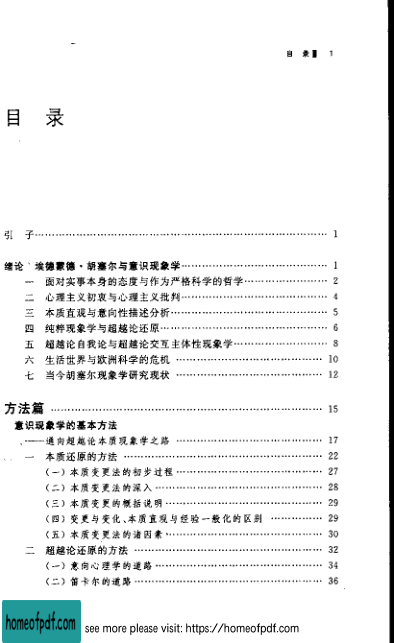 目 录 1
目 录
引 子 1
绪论 埃德蒙德·胡塞尔与意识现象学 1
一 面对实事本身的态度与作为严格科学的哲学 2
二 心理主义初衷与心理主义批判 4
三 本质直观与意向性描述分析 5
四 纯粹现象学与超越论还原 6
五 超越论自我论与超越论交互主体性现象学 8
六 生活世界与欧洲科学的危机 10
七 当今胡塞尔现象学研究现状 12
方法篇 15
意识现象学的基本方法
——通向超越论本质现象学之路 17
一 本质还原的方法 22
(一)本质变更法的初步过程 27
(二)本质变更法的深入 28
(三)本质变更的概括说明 29
(四)变更与变化、本质直观与经验一般化的区别 29
(五)本质变更法的诸因素 30
二 超越论还原的方法 32
(一)意向心理学的道路 34
(二)笛卡尔的道路 36
homeofpdf.com see more please visit: https://homeofpdf.com